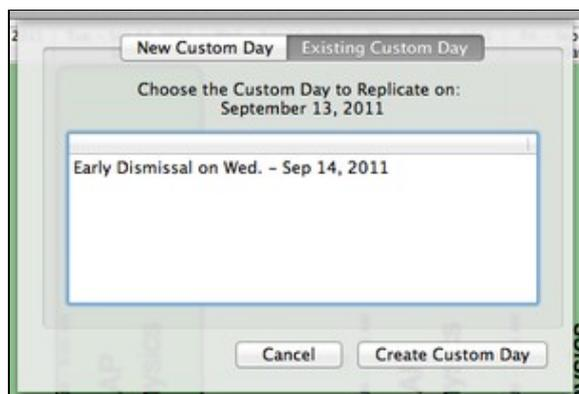 New Custom Day Existing Custom Day
Choose the Custom Day to Replicate on:
September 13, 2011
Early Dismissal on Wed. – Sep 14, 2011
Cancel Create Custom Day
AP